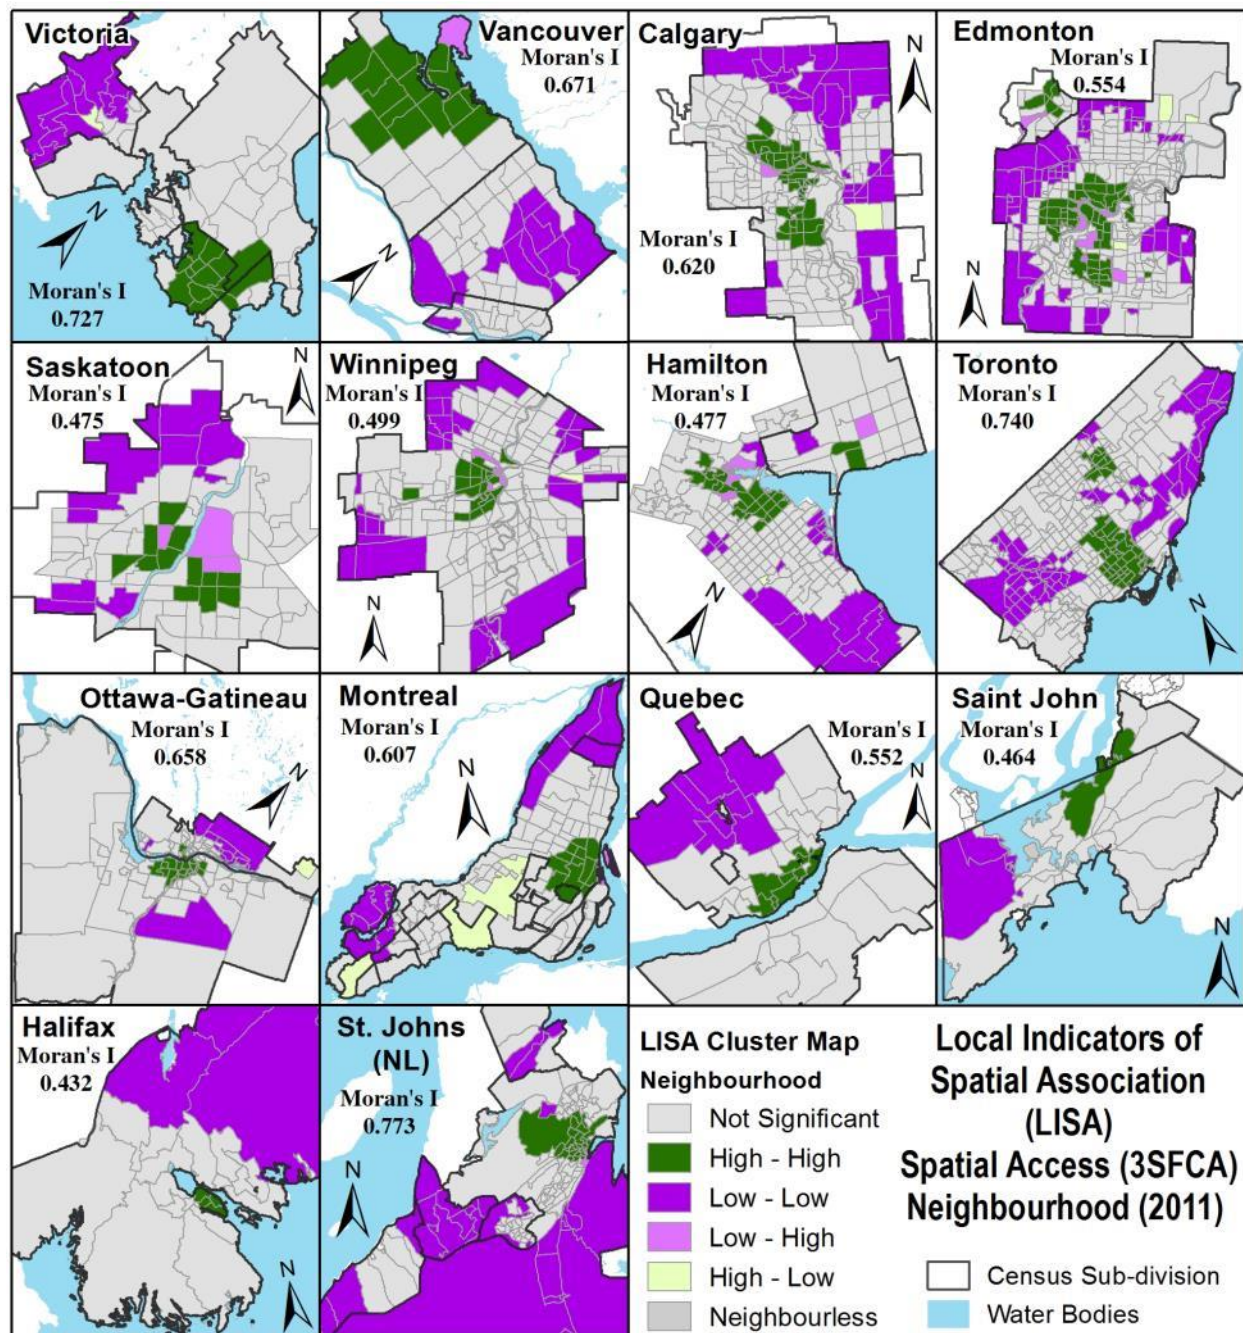 Victoria
N
Moran's I
0.727
Vancouver
Moran's I
0.671
N
Calgary
N
Moran's I
0.620
Edmonton
Moran's I
0.554
N
Saskatoon
Moran's I
0.475
N
Winnipeg
Moran's I
0.499
N
Hamilton
Moran's I
0.477
N
Toronto
Moran's I
0.740
N
Ottawa-Gatineau
Moran's I
0.658
N
Montreal
Moran's I
0.607
N
Quebec
Moran's I
0.552
N
Saint John
Moran's I
0.464
N
Halifax
Moran's I
0.432
N
St. Johns
(NL)
Moran's I
0.773
N
LISA Cluster Map
Neighbourhood
Not Significant
High - High
Low - Low
Low - High
High - Low
Neighbourless
Local Indicators of
Spatial Association
(LISA)
Spatial Access (3SFCA)
Neighbourhood (2011)
Census Sub-division
Water Bodies